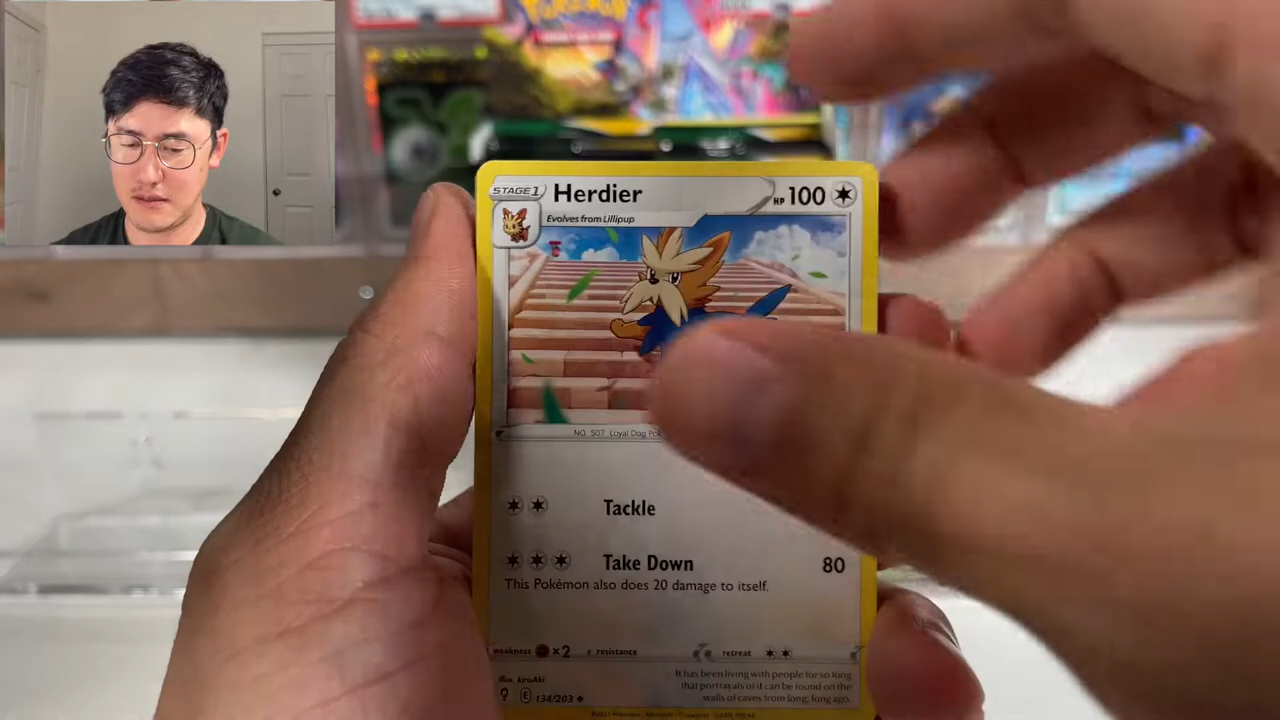 Pokémon
STAGE 1
Herdier
HP 100
Evolves from Lillipup
NO. 507 Loyal Dog
Tackle
Take Down 80
This Pokémon also does 20 damage to itself.
weakness ×2 resistance retreat
Illus. kirisAki
It has been living with people for so long
that portrayals of it can be found on the
walls of caves from long, long ago.
E 134/203